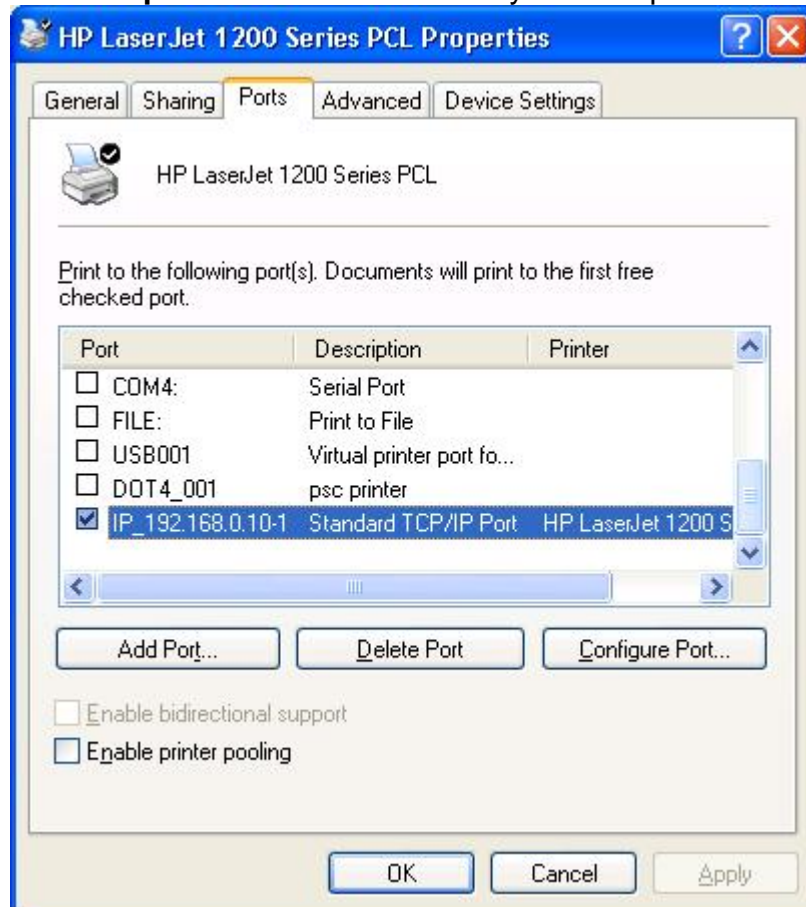 HP LaserJet 1200 Series PCL Properties
General Sharing Ports Advanced Device Settings
HP LaserJet 1200 Series PCL
Print to the following port(s). Documents will print to the first free
checked port.
Port Description Printer
COM4: Serial Port
FILE: Print to File
USB001 Virtual printer port fo...
DOT4_001 psc printer
IP_192.168.0.10-1 Standard TCP/IP Port HP LaserJet 1200 S
Add Port... Delete Port Configure Port...
Enable bidirectional support
Enable printer pooling
OK Cancel Apply